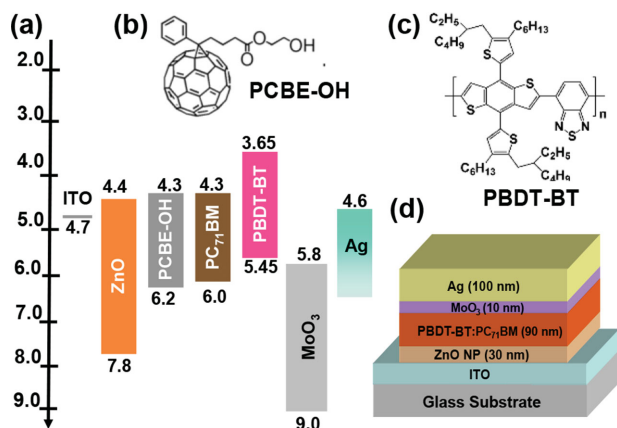 (a)
(b)
(c)
OH
O
O
PCBE-OH
C2H5
C4H9
C6H13
S
S
S
n
N
N
S
S
C6H13
C2H5
C4H9
PBDT-BT
2.0
3.0
4.0
5.0
6.0
7.0
8.0
9.0
ITO
4.7
4.4
ZnO
7.8
4.3
PCBE-OH
6.2
4.3
PC71BM
6.0
3.65
PBDT-BT
5.45
5.8
MoO3
9.0
4.6
Ag
(d)
Ag (100 nm)
MoO3 (10 nm)
PBDT-BT:PC71BM (90 nm)
ZnO NP (30 nm)
ITO
Glass Substrate